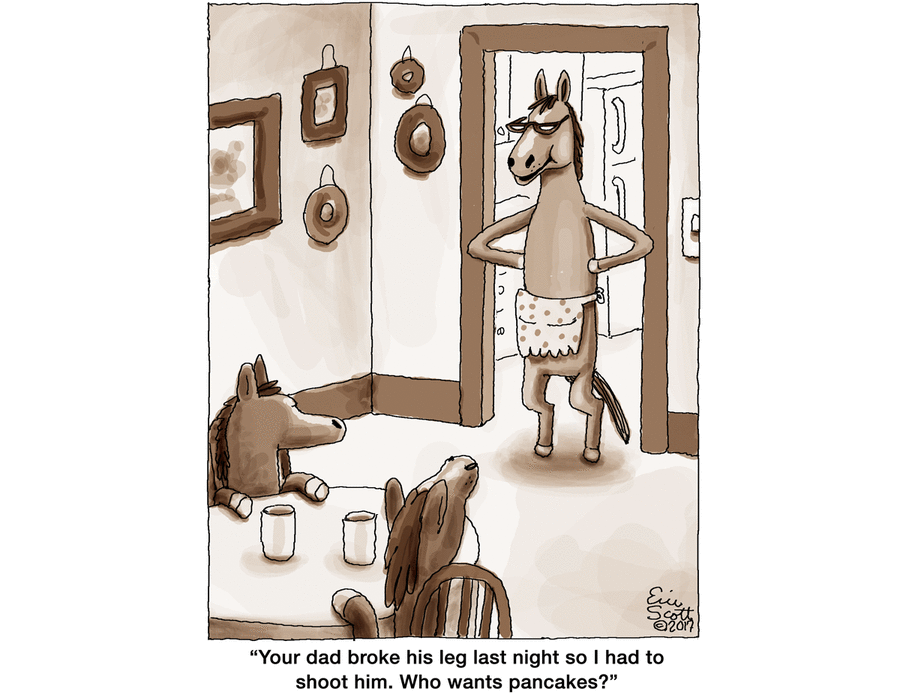 Eric
Scott
©2017
“Your dad broke his leg last night so I had to
shoot him. Who wants pancakes?”